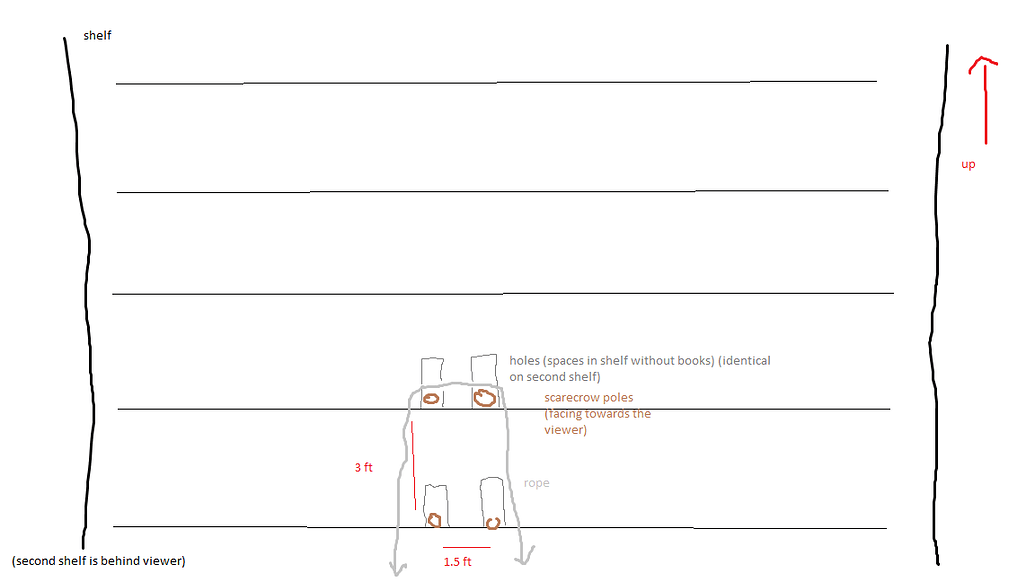 shelf
up
holes (spaces in shelf without books) (identical
on second shelf)
scarecrow poles
(facing towards the
viewer)
3 ft
rope
(second shelf is behind viewer)
1.5 ft